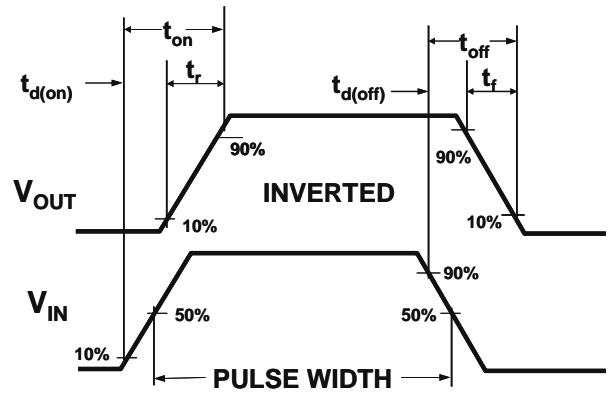 t_on
t_off
t_d(on)
t_r
t_d(off)
t_f
90%
90%
V_OUT
INVERTED
10%
10%
90%
V_IN
50%
50%
10%
PULSE WIDTH